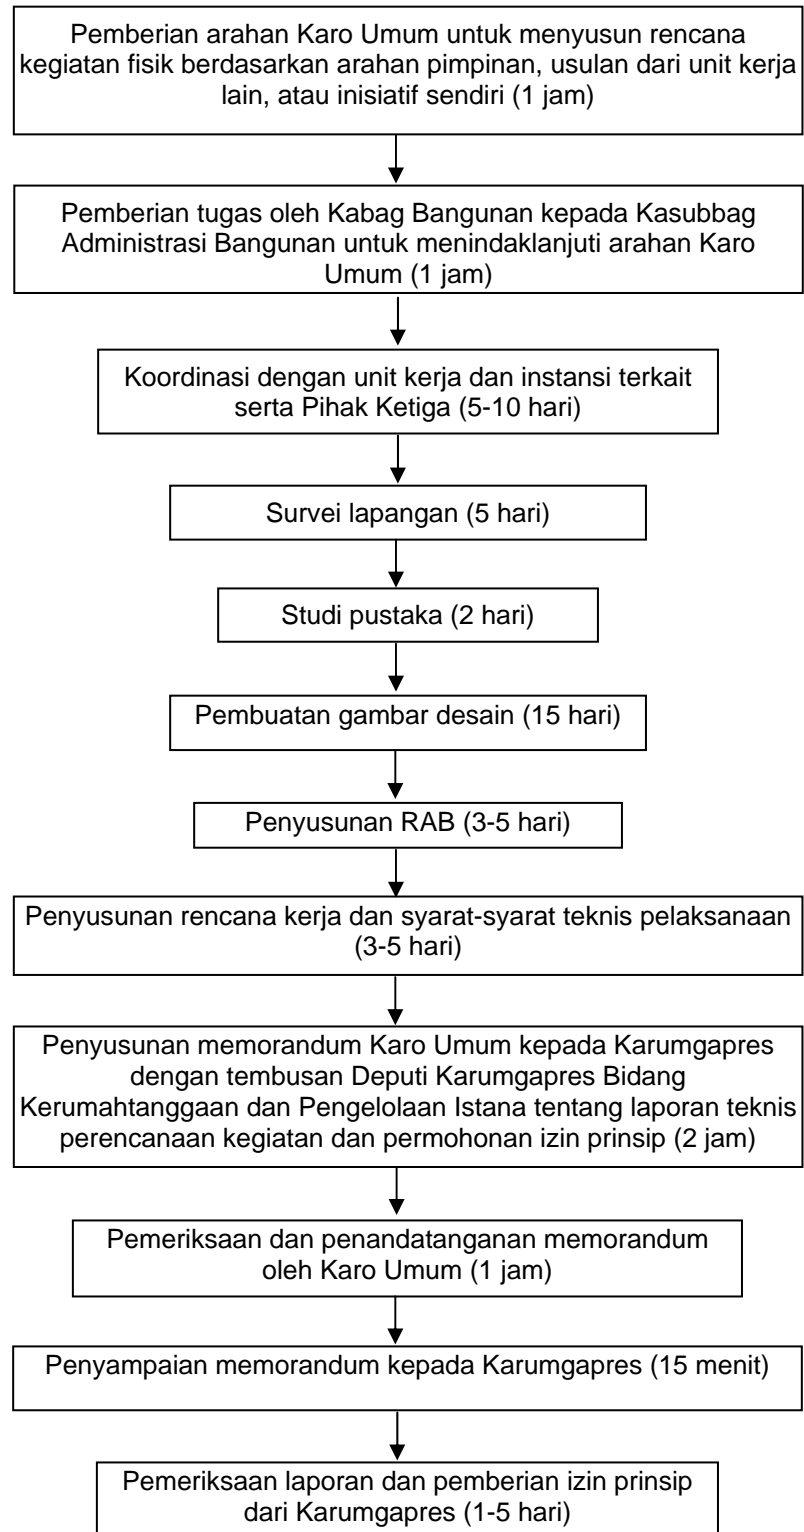 Pemberian arahan Karo Umum untuk menyusun rencana
kegiatan fisik berdasarkan arahan pimpinan, usulan dari unit kerja
lain, atau inisiatif sendiri (1 jam)
Pemberian tugas oleh Kabag Bangunan kepada Kasubbag
Administrasi Bangunan untuk menindaklanjuti arahan Karo
Umum (1 jam)
Koordinasi dengan unit kerja dan instansi terkait
serta Pihak Ketiga (5-10 hari)
Survei lapangan (5 hari)
Studi pustaka (2 hari)
Pembuatan gambar desain (15 hari)
Penyusunan RAB (3-5 hari)
Penyusunan rencana kerja dan syarat-syarat teknis pelaksanaan
(3-5 hari)
Penyusunan memorandum Karo Umum kepada Karumgapres
dengan tembusan Deputi Karumgapres Bidang
Kerumahtanggaan dan Pengelolaan Istana tentang laporan teknis
perencanaan kegiatan dan permohonan izin prinsip (2 jam)
Pemeriksaan dan penandatanganan memorandum
oleh Karo Umum (1 jam)
Penyampaian memorandum kepada Karumgapres (15 menit)
Pemeriksaan laporan dan pemberian izin prinsip
dari Karumgapres (1-5 hari)